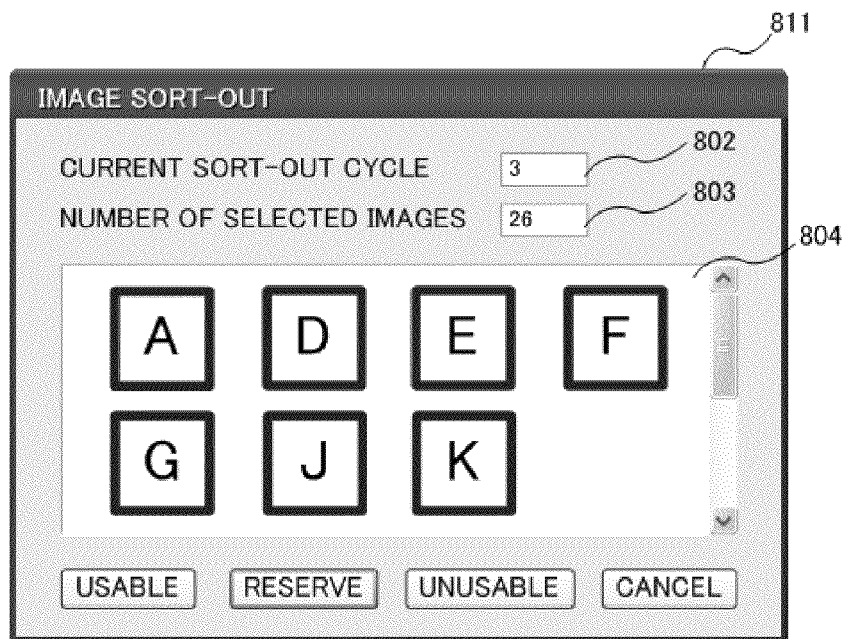 811
IMAGE SORT-OUT
CURRENT SORT-OUT CYCLE 3 802
NUMBER OF SELECTED IMAGES 26 803
804
A D E F
G J K
USABLE RESERVE UNUSABLE CANCEL